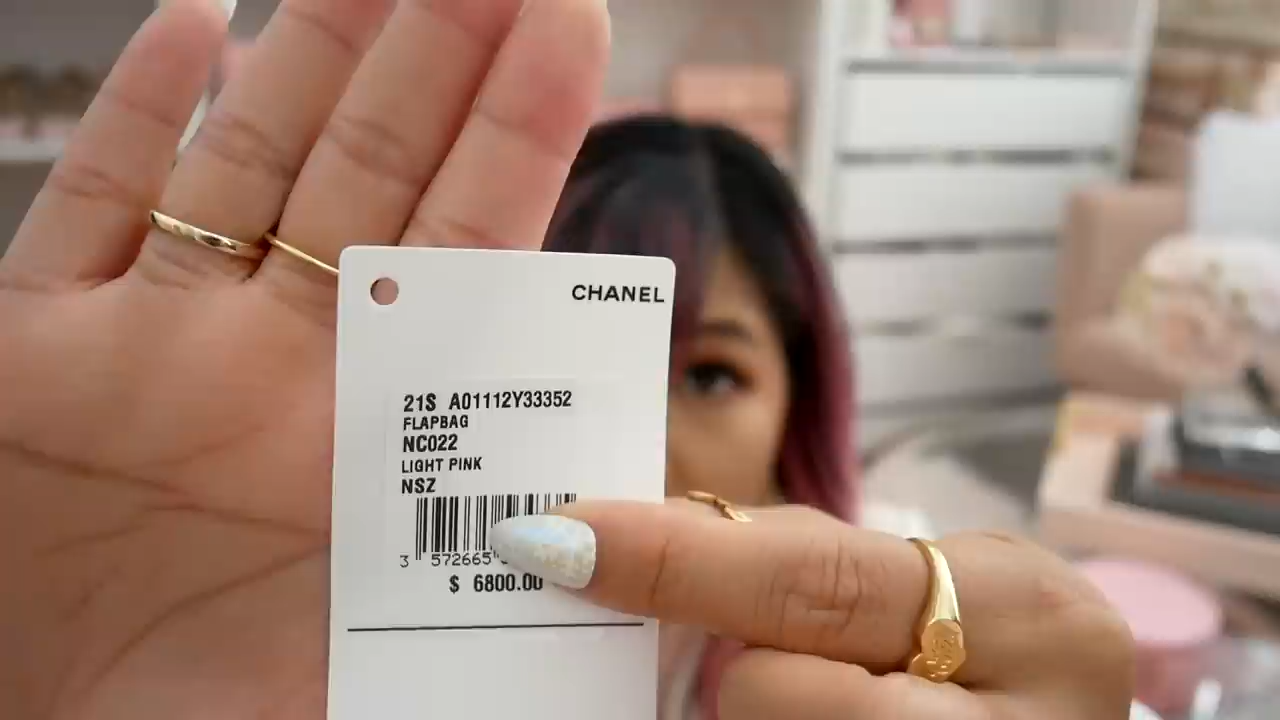 CHANEL
21S A01112Y33352
FLAPBAG
NC022
LIGHT PINK
NSZ
3 572665
$ 6800.00